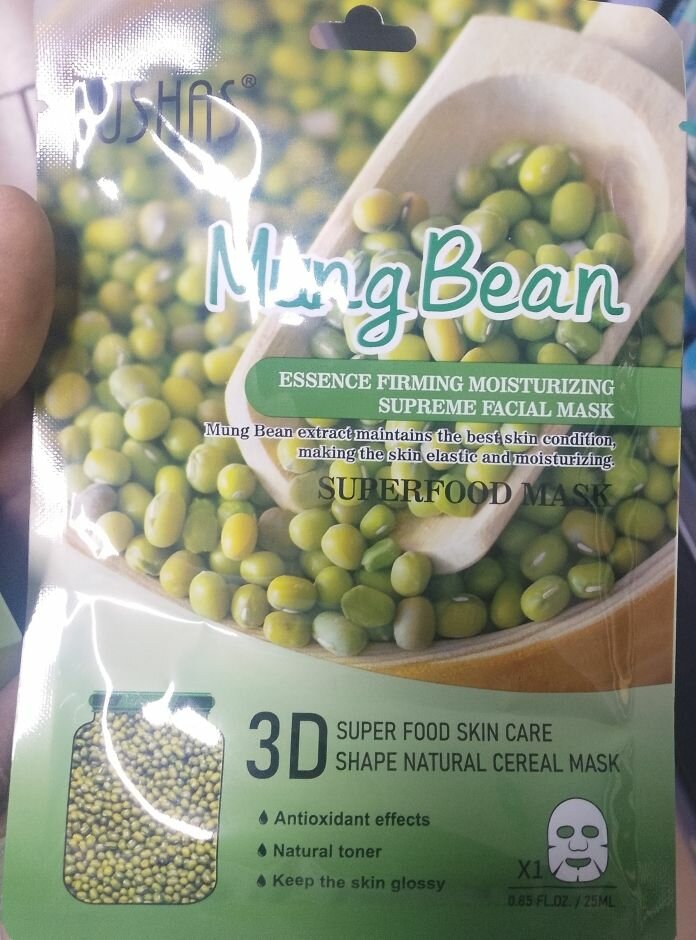 USHAS®
Mung Bean
ESSENCE FIRMING MOISTURIZING
SUPREME FACIAL MASK
Mung Bean extract maintains the best skin condition,
making the skin elastic and moisturizing.
SUPERFOOD MASK
3D SUPER FOOD SKIN CARE
SHAPE NATURAL CEREAL MASK
Antioxidant effects
Natural toner
Keep the skin glossy
X1
0.85 FL.OZ. / 25ML